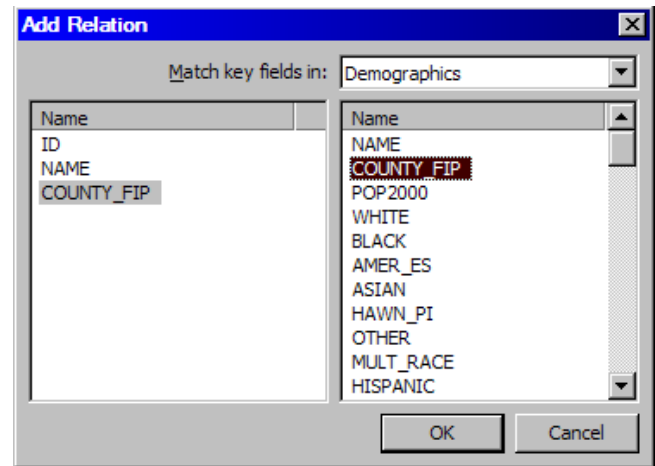 Add Relation
Match key fields in: Demographics
Name
ID
NAME
COUNTY_FIP
Name
NAME
COUNTY_FIP
POP2000
WHITE
BLACK
AMER_ES
ASIAN
HAWN_PI
OTHER
MULT_RACE
HISPANIC
OK Cancel